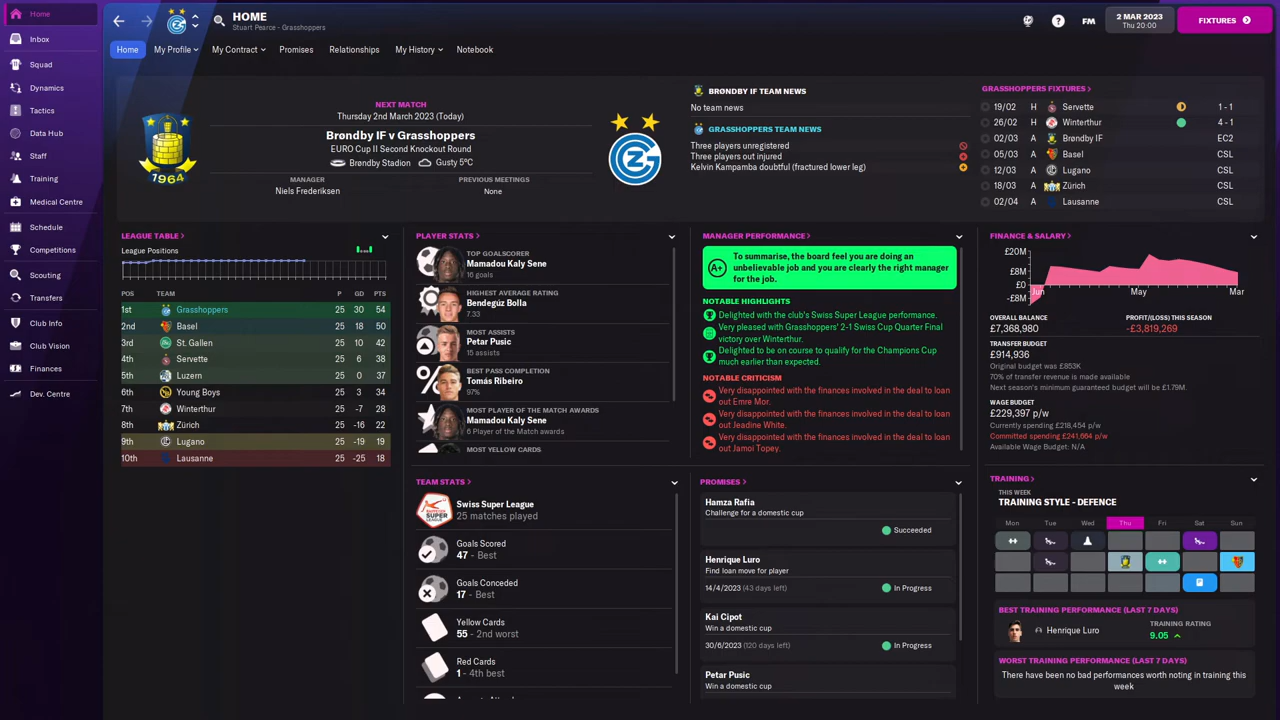 Home
Inbox
Squad
Dynamics
Tactics
Data Hub
Staff
Training
Medical Centre
Schedule
Competitions
Scouting
Transfers
Club Info
Club Vision
Finances
Dev. Centre
HOME
Stuart Pearce - Grasshoppers
FM
2 MAR 2023
Thu 20:00
FIXTURES
Home
My Profile
My Contract
Promises
Relationships
My History
Notebook
1964
NEXT MATCH
Thursday 2nd March 2023 (Today)
Brøndby IF v Grasshoppers
EURO Cup II Second Knockout Round
Brøndby Stadion
Gusty 5°C
MANAGER
Niels Frederiksen
PREVIOUS MEETINGS
None
BRØNDBY IF TEAM NEWS
No team news
GRASSHOPPERS TEAM NEWS
Three players unregistered
Three players out injured
Kelvin Kampamba doubtful (fractured lower leg)
GRASSHOPPERS FIXTURES
19/02 H Servette 1 - 1
26/02 H Winterthur 4 - 1
02/03 A Brøndby IF EC2
05/03 A Basel CSL
12/03 A Lugano CSL
18/03 A Zürich CSL
02/04 A Lausanne CSL
LEAGUE TABLE
League Positions
POS TEAM P GD PTS
1st Grasshoppers 25 30 54
2nd Basel 25 18 50
3rd St. Gallen 25 10 42
4th Servette 25 6 38
5th Luzern 25 0 37
6th Young Boys 25 3 34
7th Winterthur 25 -7 28
8th Zürich 25 -16 22
9th Lugano 25 -19 19
10th Lausanne 25 -25 18
PLAYER STATS
TOP GOALSCORER
Mamadou Kaly Sene
16 goals
HIGHEST AVERAGE RATING
Bendegúz Bolla
7.33
MOST ASSISTS
Petar Pusic
15 assists
BEST PASS COMPLETION
Tomás Ribeiro
97%
MOST PLAYER OF THE MATCH AWARDS
Mamadou Kaly Sene
6 Player of the Match awards
MOST YELLOW CARDS
TEAM STATS
Swiss Super League
25 matches played
Goals Scored
47 - Best
Goals Conceded
17 - Best
Yellow Cards
55 - 2nd worst
Red Cards
1 - 4th best
MANAGER PERFORMANCE
A+
To summarise, the board feel you are doing an
unbelievable job and you are clearly the right manager
for the job.
NOTABLE HIGHLIGHTS
Delighted with the club's Swiss Super League performance.
Very pleased with Grasshoppers' 2-1 Swiss Cup Quarter Final
victory over Winterthur.
Delighted to be on course to qualify for the Champions Cup
much earlier than expected.
NOTABLE CRITICISM
Very disappointed with the finances involved in the deal to loan
out Emre Mor.
Very disappointed with the finances involved in the deal to loan
out Jeadine White.
Very disappointed with the finances involved in the deal to loan
out Jamoi Topey.
PROMISES
Hamza Rafia
Challenge for a domestic cup
Succeeded
Henrique Luro
Find loan move for player
14/4/2023 (43 days left)
In Progress
Kai Cipot
Win a domestic cup
30/6/2023 (120 days left)
In Progress
Petar Pusic
Win a domestic cup
FINANCE & SALARY
£20M
£8M
-£8M
Jun
May
Mar
OVERALL BALANCE
£7,368,980
PROFIT/(LOSS) THIS SEASON
-£3,819,269
TRANSFER BUDGET
£914,936
Original budget was £853K
70% of transfer revenue is made available
Next season's minimum guaranteed budget will be £1.79M.
WAGE BUDGET
£229,397 p/w
Currently spending £218,454 p/w
Committed spending £241,664 p/w
Available Wage Budget: N/A
TRAINING
THIS WEEK
TRAINING STYLE - DEFENCE
Mon Tue Wed Thu Fri Sat Sun
BEST TRAINING PERFORMANCE (LAST 7 DAYS)
Henrique Luro
TRAINING RATING
9.05
WORST TRAINING PERFORMANCE (LAST 7 DAYS)
There have been no bad performances worth noting in training this
week